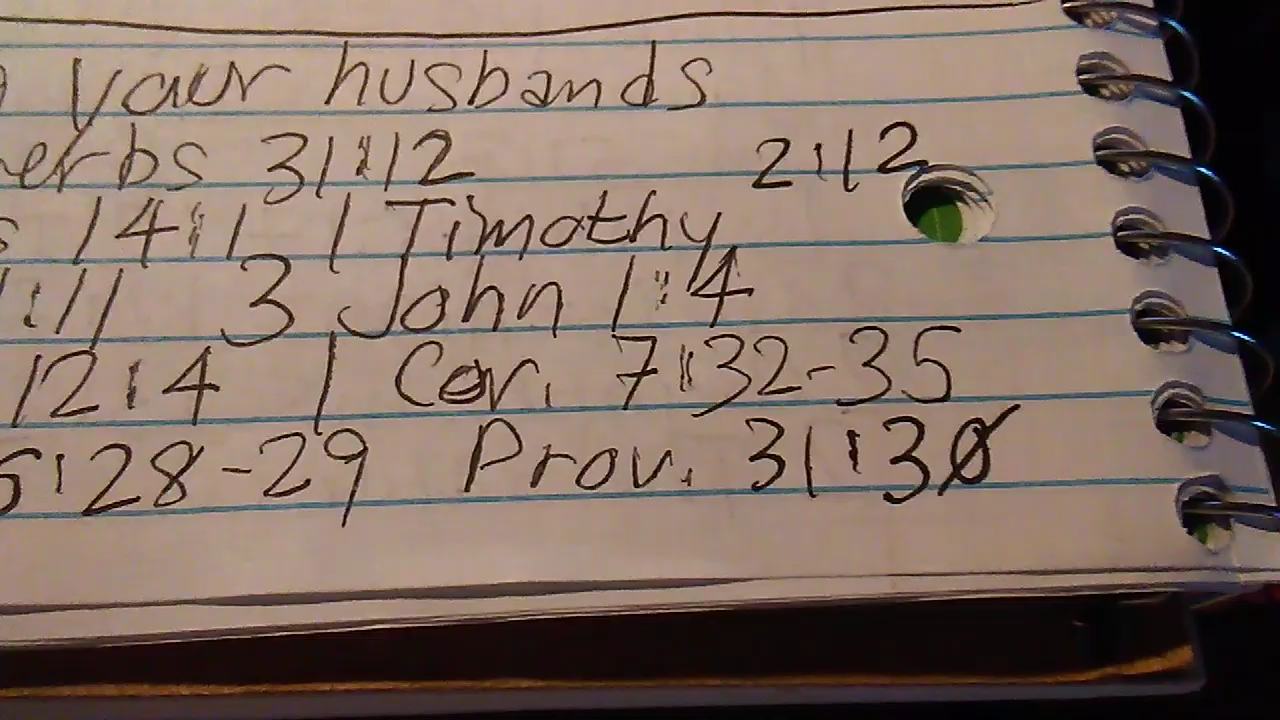 your husbands
erbs 31:12 2:12
s 14:1 1 Timothy
:11 3 John 1:4
12:4 1 Cor. 7:32-35
5:28-29 Prov. 31:30